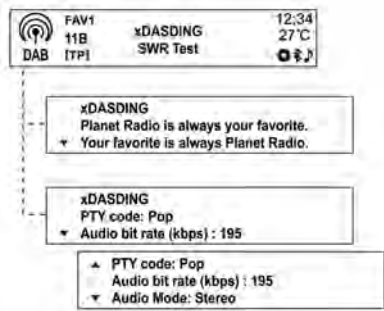 FAV1
11B
[TP]
DAB
xDASDING
SWR Test
12:34
27℃
xDASDING
Planet Radio is always your favorite.
Your favorite is always Planet Radio.
xDASDING
PTY code: Pop
Audio bit rate (kbps) : 195
PTY code: Pop
Audio bit rate (kbps) : 195
Audio Mode: Stereo